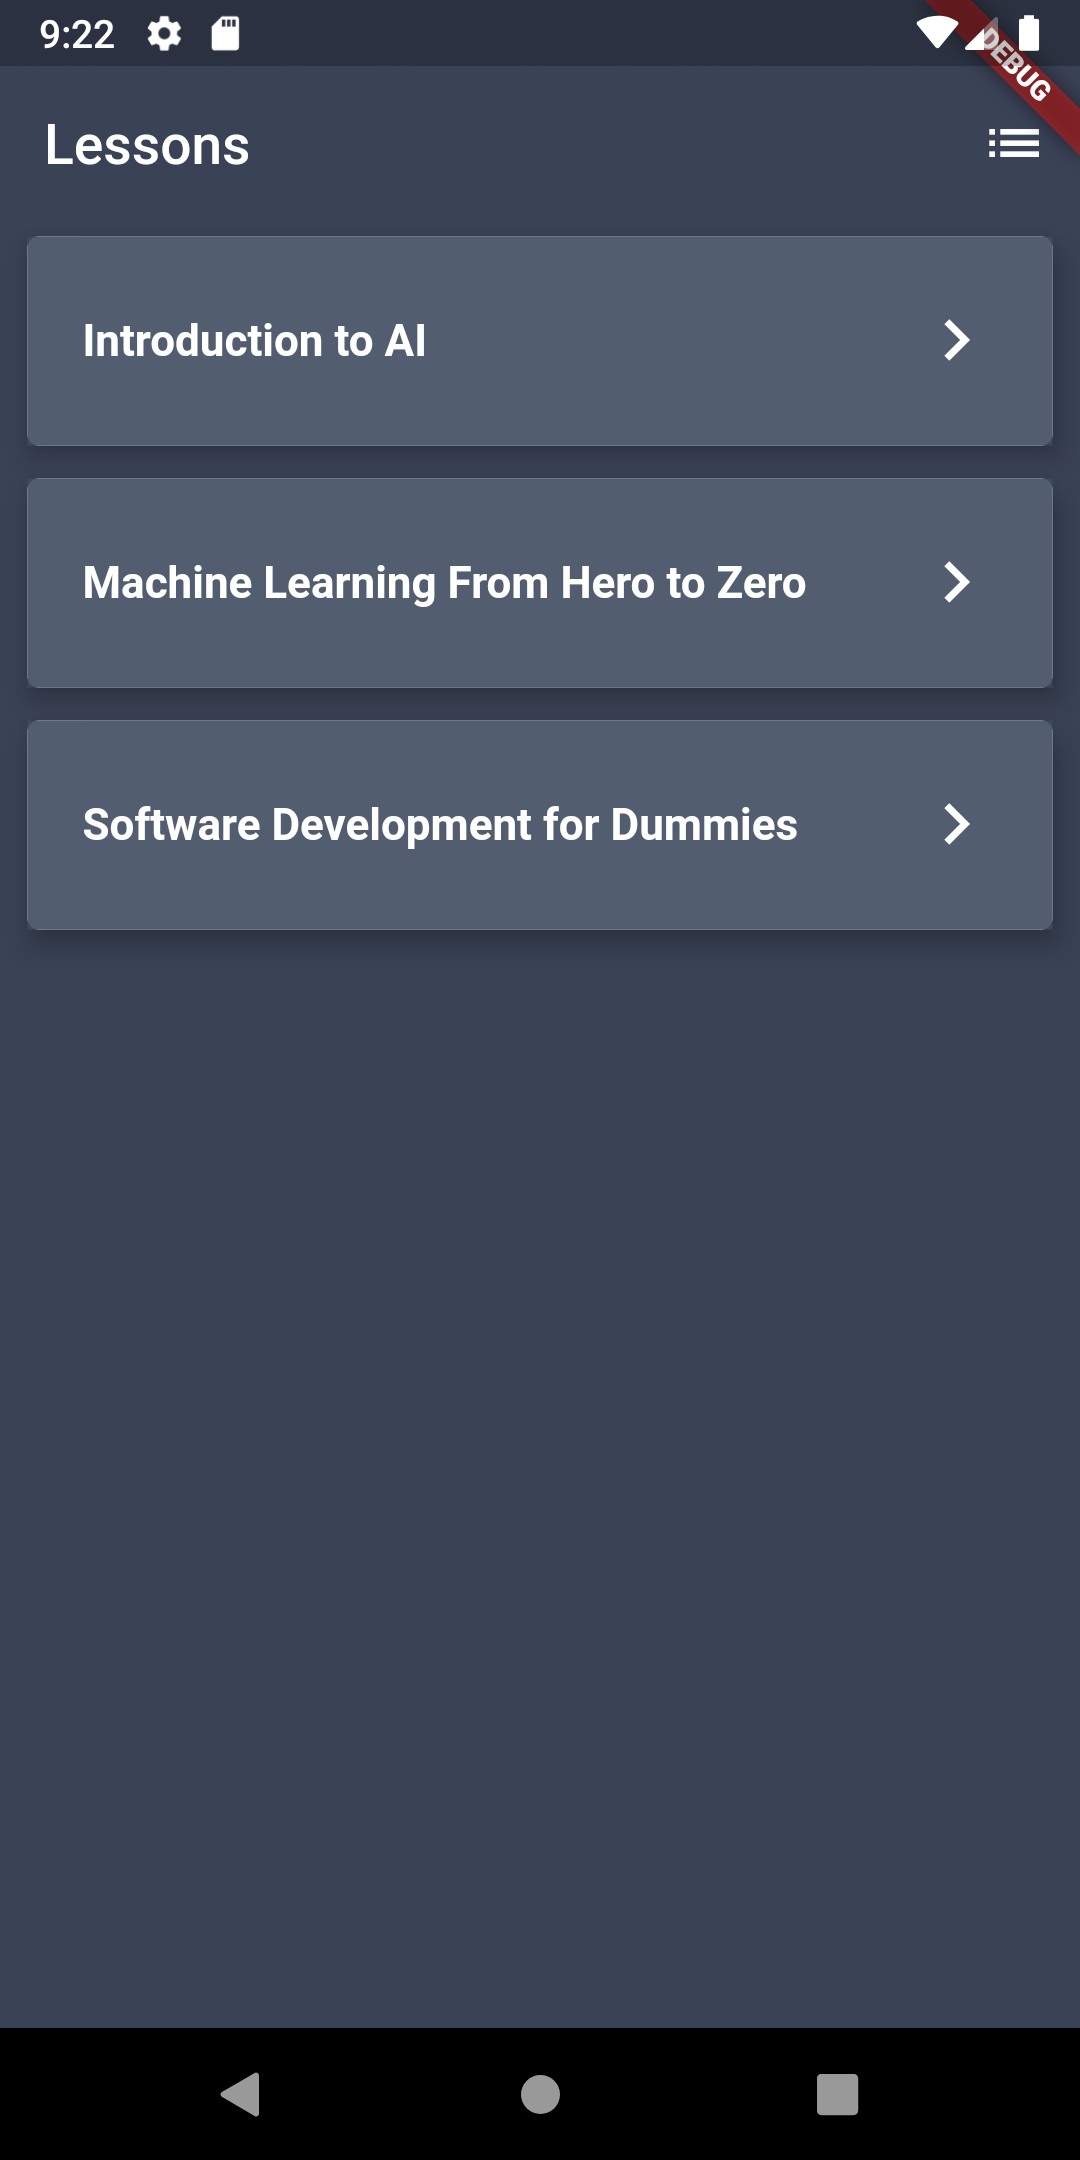 9:22
DEBUG
Lessons
Introduction to AI
Machine Learning From Hero to Zero
Software Development for Dummies